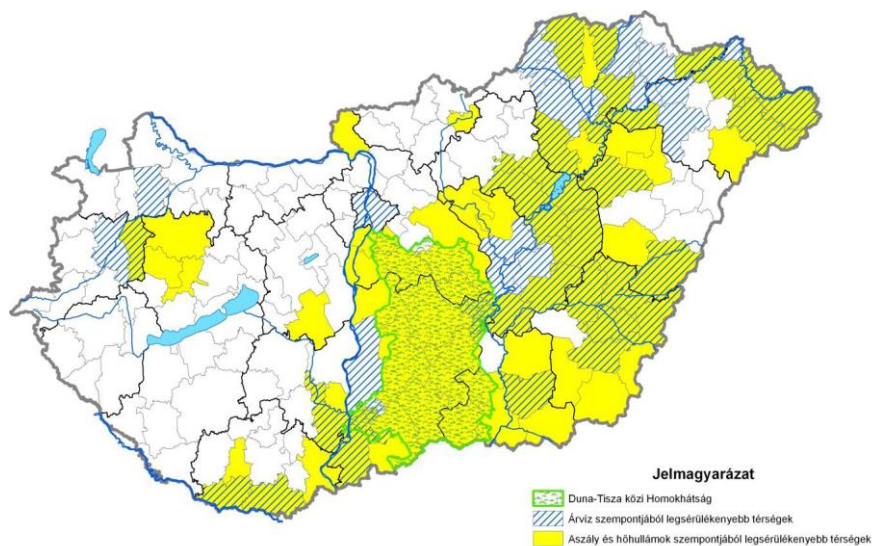 Jelmagyarázat
Duna-Tisza közi Homokhátság
Árvíz szempontjából legsérülékenyebb térségek
Aszály és hőhullámok szempontjából legsérülékenyebb térségek